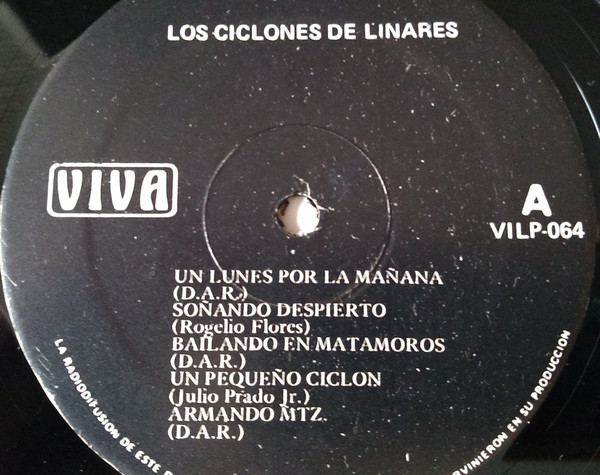 LOS CICLONES DE LINARES
VIVA
A
VILP-064
UN LUNES POR LA MAÑANA
(D.A.R.)
SOÑANDO DESPIERTO
(Rogelio Flores)
BAILANDO EN MATAMOROS
(D.A.R.)
UN PEQUEÑO CICLON
(Julio Prado Jr.)
ARMANDO MTZ.
(D.A.R.)
LA RADIODIFUSION DE ESTE
RVINIERON EN SU PRODUCCION